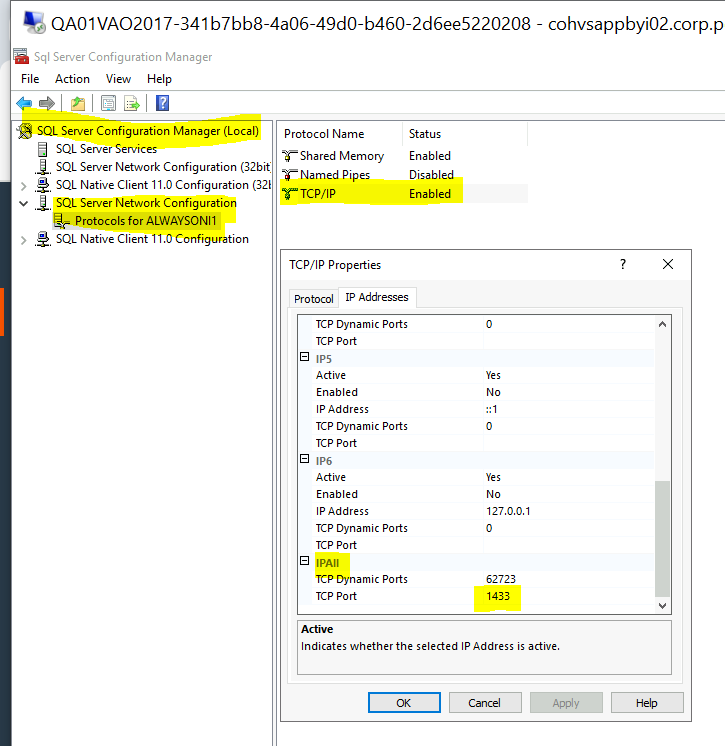 QA01VAO2017-341b7bb8-4a06-49d0-b460-2d6ee5220208 - cohvsappbyi02.corp.p
Sql Server Configuration Manager
File Action View Help
SQL Server Configuration Manager (Local)
SQL Server Services
SQL Server Network Configuration (32bit
SQL Native Client 11.0 Configuration (32b
SQL Server Network Configuration
Protocols for ALWAYSONI1
SQL Native Client 11.0 Configuration
Protocol Name Status
Shared Memory Enabled
Named Pipes Disabled
TCP/IP Enabled
TCP/IP Properties ?
Protocol IP Addresses
TCP Dynamic Ports 0
TCP Port
IP5
Active Yes
Enabled No
IP Address ::1
TCP Dynamic Ports 0
TCP Port
IP6
Active Yes
Enabled No
IP Address 127.0.0.1
TCP Dynamic Ports 0
TCP Port
IPAll
TCP Dynamic Ports 62723
TCP Port 1433
Active
Indicates whether the selected IP Address is active.
OK Cancel Apply Help